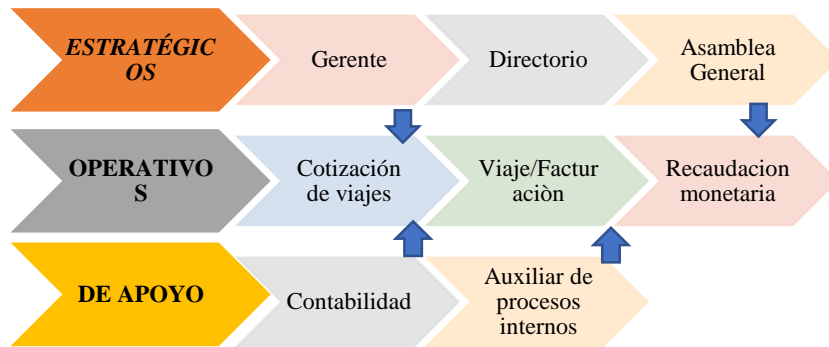 ESTRATÉGIC
OS
Gerente
Directorio
Asamblea
General
OPERATIVO
S
Cotización
de viajes
Viaje/Factur
aciòn
Recaudacion
monetaria
DE APOYO
Contabilidad
Auxiliar de
procesos
internos